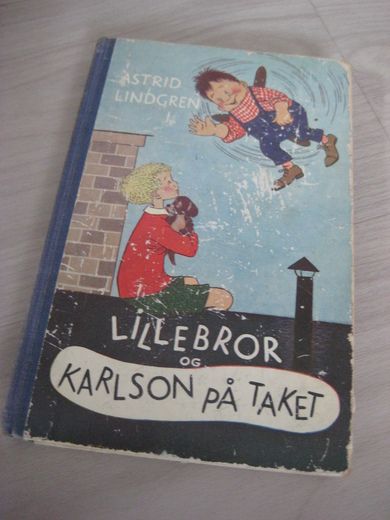 ASTRID
LINDGREN
LILLEBROR
OG
KARLSON PÅ TAKET